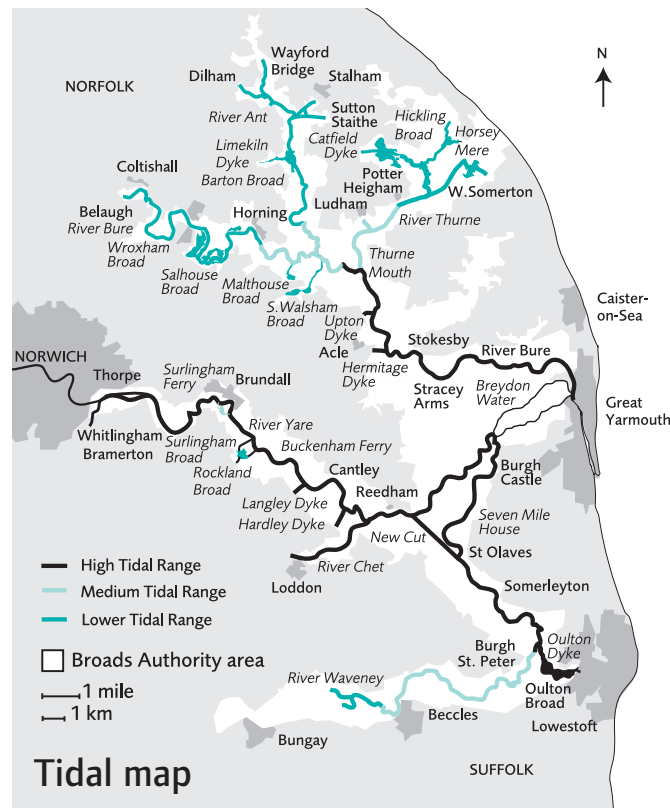 Wayford
Bridge
N
NORFOLK
Dilham
Stalham
River Ant
Sutton
Staithe
Hickling
Broad
Horsey
Mere
Limekiln
Dyke
Barton Broad
Catfield
Dyke
Coltishall
Potter
Heigham
W.Somerton
Belaugh
River Bure
Horning
Ludham
River Thurne
Wroxham
Broad
Salhouse
Broad
Malthouse
Broad
Thurne
Mouth
S.Walsham
Broad
Caister-
on-Sea
Upton
Dyke
Stokesby
River Bure
Acle
Hermitage
Dyke
NORWICH
Thorpe
Surlingham
Ferry
Brundall
Stracey
Arms
Breydon
Water
Great
Yarmouth
Whitlingham
Bramerton
River Yare
Surlingham
Broad
Buckenham Ferry
Rockland
Broad
Cantley
Burgh
Castle
Reedham
Langley Dyke
Hardley Dyke
Seven Mile
House
New Cut
St Olaves
River Chet
Loddon
High Tidal Range
Medium Tidal Range
Lower Tidal Range
Somerleyton
Broads Authority area
Burgh
St. Peter
Oulton
Dyke
1 mile
1 km
River Waveney
Oulton
Broad
Beccles
Lowestoft
Bungay
Tidal map
SUFFOLK